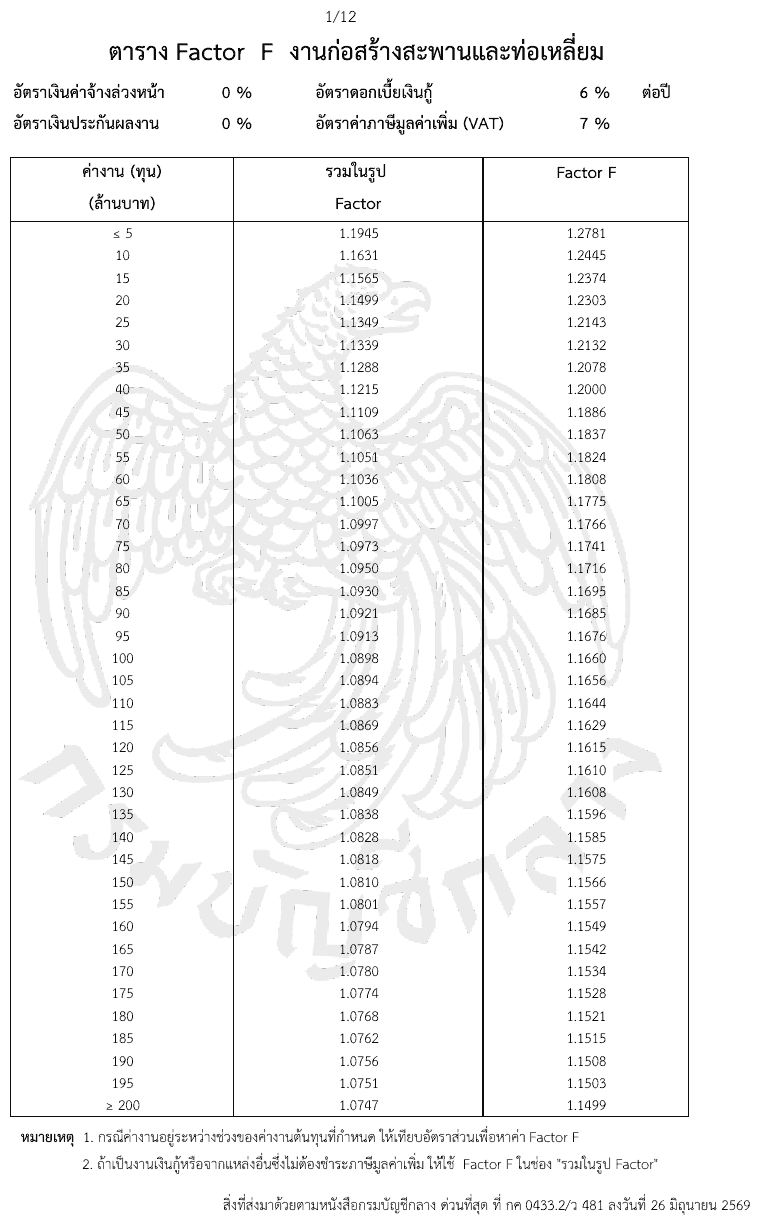 1/12
ตาราง Factor F งานก่อสร้างสะพานและท่อเหลี่ยม
อัตราเงินค่าจ้างล่วงหน้า 0 % อัตราดอกเบี้ยเงินกู้ 6 % ต่อปี
อัตราเงินประกันผลงาน 0 % อัตราค่าภาษีมูลค่าเพิ่ม (VAT) 7 %
ค่างาน (ทุน) รวมในรูป Factor F
(ล้านบาท) Factor
≤ 5 1.1945 1.2781
10 1.1631 1.2445
15 1.1565 1.2374
20 1.1499 1.2303
25 1.1349 1.2143
30 1.1339 1.2132
35 1.1288 1.2078
40 1.1215 1.2000
45 1.1109 1.1886
50 1.1063 1.1837
55 1.1051 1.1824
60 1.1036 1.1808
65 1.1005 1.1775
70 1.0997 1.1766
75 1.0973 1.1741
80 1.0950 1.1716
85 1.0930 1.1695
90 1.0921 1.1685
95 1.0913 1.1676
100 1.0898 1.1660
105 1.0894 1.1656
110 1.0883 1.1644
115 1.0869 1.1629
120 1.0856 1.1615
125 1.0851 1.1610
130 1.0849 1.1608
135 1.0838 1.1596
140 1.0828 1.1585
145 1.0818 1.1575
150 1.0810 1.1566
155 1.0801 1.1557
160 1.0794 1.1549
165 1.0787 1.1542
170 1.0780 1.1534
175 1.0774 1.1528
180 1.0768 1.1521
185 1.0762 1.1515
190 1.0756 1.1508
195 1.0751 1.1503
≥ 200 1.0747 1.1499
กรมบัญชีกลาง
หมายเหตุ 1. กรณีค่างานอยู่ระหว่างช่วงของค่างานต้นทุนที่กำหนด ให้เทียบอัตราส่วนเพื่อหาค่า Factor F
2. ถ้าเป็นงานเงินกู้หรือจากแหล่งอื่นซึ่งไม่ต้องชำระภาษีมูลค่าเพิ่ม ให้ใช้ Factor F ในช่อง "รวมในรูป Factor"
สิ่งที่ส่งมาด้วยตามหนังสือกรมบัญชีกลาง ด่วนที่สุด ที่ กค 0433.2/ว 481 ลงวันที่ 26 มิถุนายน 2569